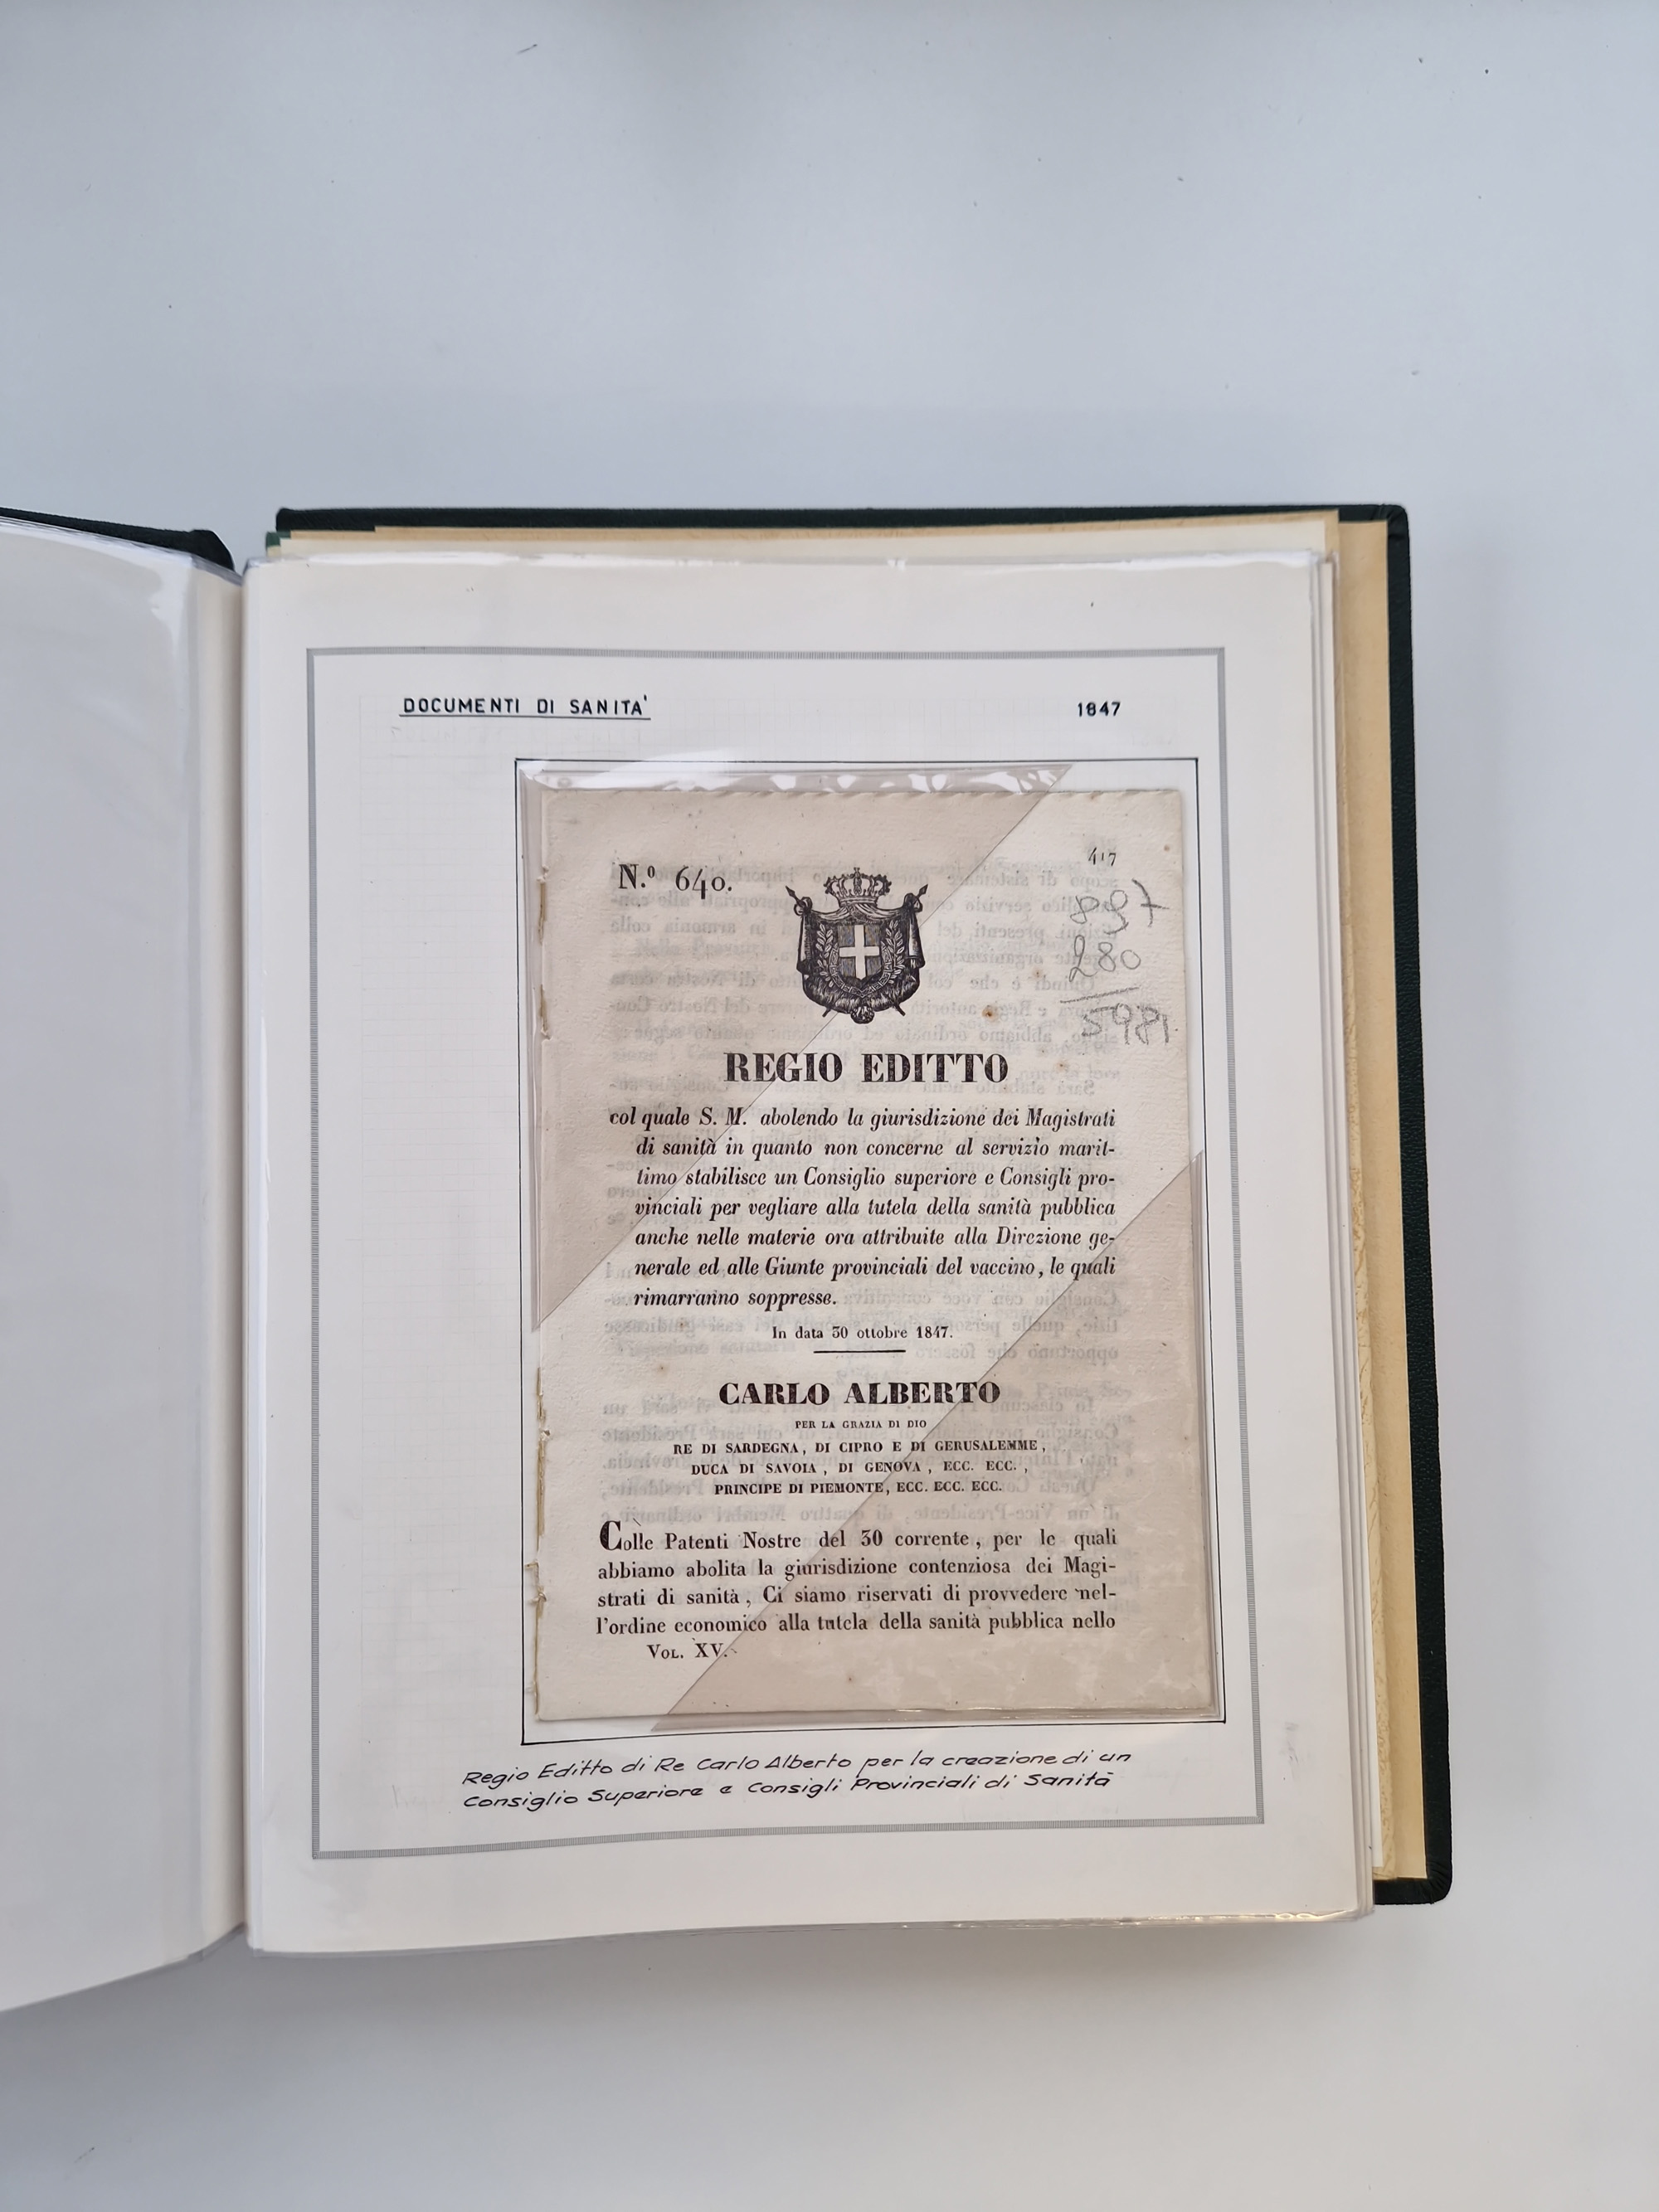 DOCUMENTI DI SANITA'
1847
417
N.º 640.
280
REGIO EDITTO
col quale S. M. abolendo la giurisdizione dei Magistrati
di sanità in quanto non concerne al servizio marit-
timo stabilisce un Consiglio superiore e Consigli pro-
vinciali per vegliare alla tutela della sanità pubblica
anche nelle materie ora attribuite alla Direzione ge-
nerale ed alle Giunte provinciali del vaccino, le quali
rimarranno soppresse.
In data 30 ottobre 1847.
CARLO ALBERTO
PER LA GRAZIA DI DIO
RE DI SARDEGNA, DI CIPRO E DI GERUSALEMME,
DUCA DI SAVOIA, DI GENOVA, ECC. ECC.,
PRINCIPE DI PIEMONTE, ECC. ECC. ECC.
Colle Patenti Nostre del 30 corrente, per le quali
abbiamo abolita la giurisdizione contenziosa dei Magi-
strati di sanità, Ci siamo riservati di provvedere nel-
l'ordine economico alla tutela della sanità pubblica nello
VOL. XV.
Regio Editto di Re Carlo Alberto per la creazione di un
Consiglio Superiore e Consigli Provinciali di Sanità